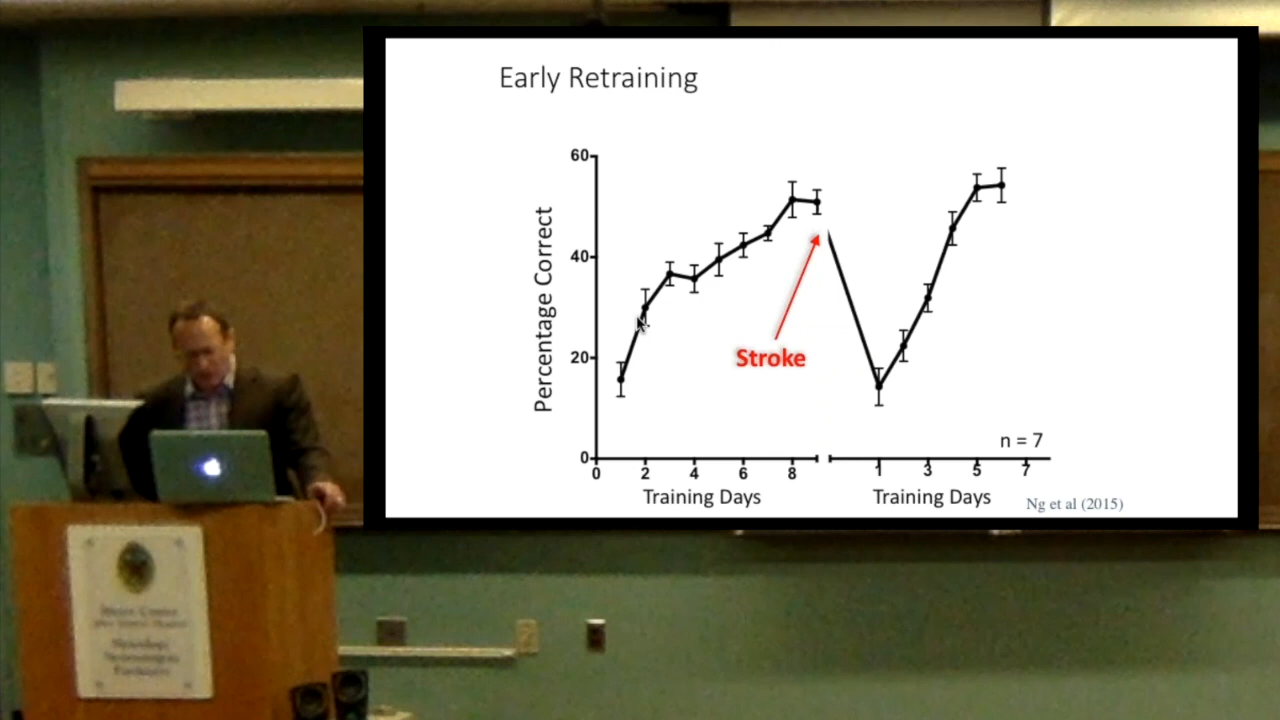 Early Retraining
60
40
20
0
Percentage Correct
Stroke
n = 7
0 2 4 6 8 1 3 5 7
Training Days Training Days
Ng et al (2015)